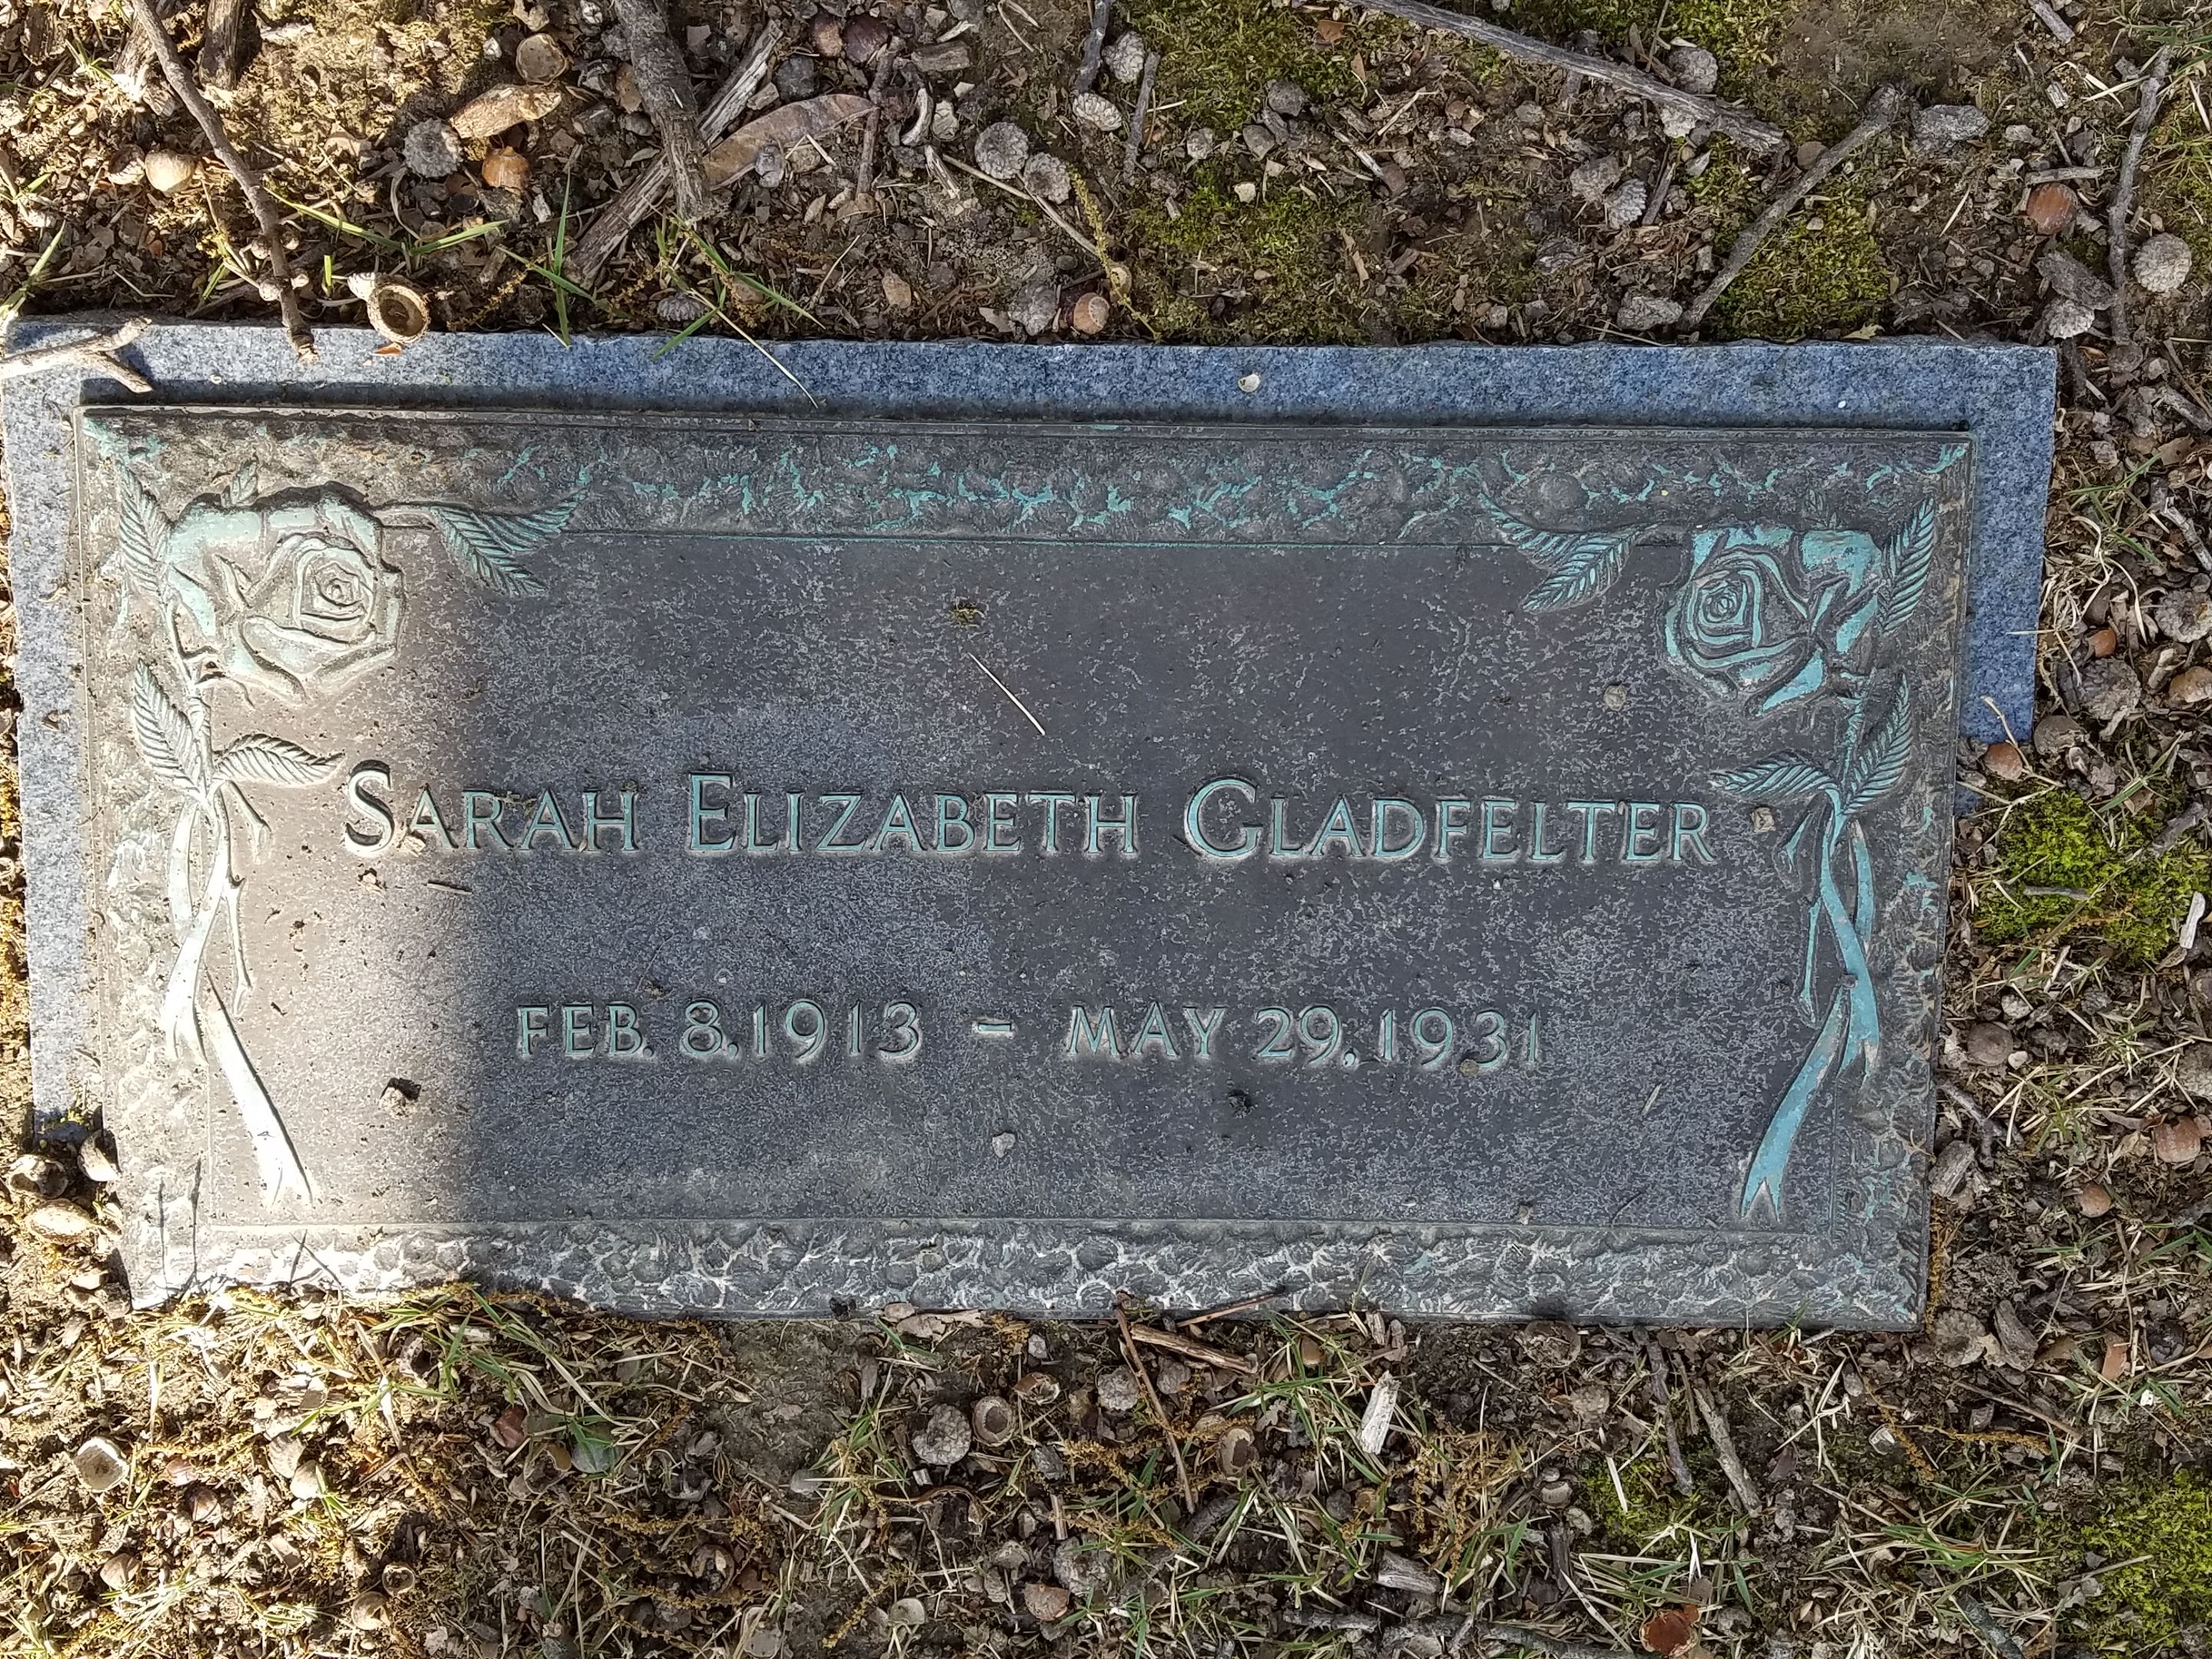 SARAH ELIZABETH GLADFELTER
FEB. 8, 1913 – MAY 29, 1931